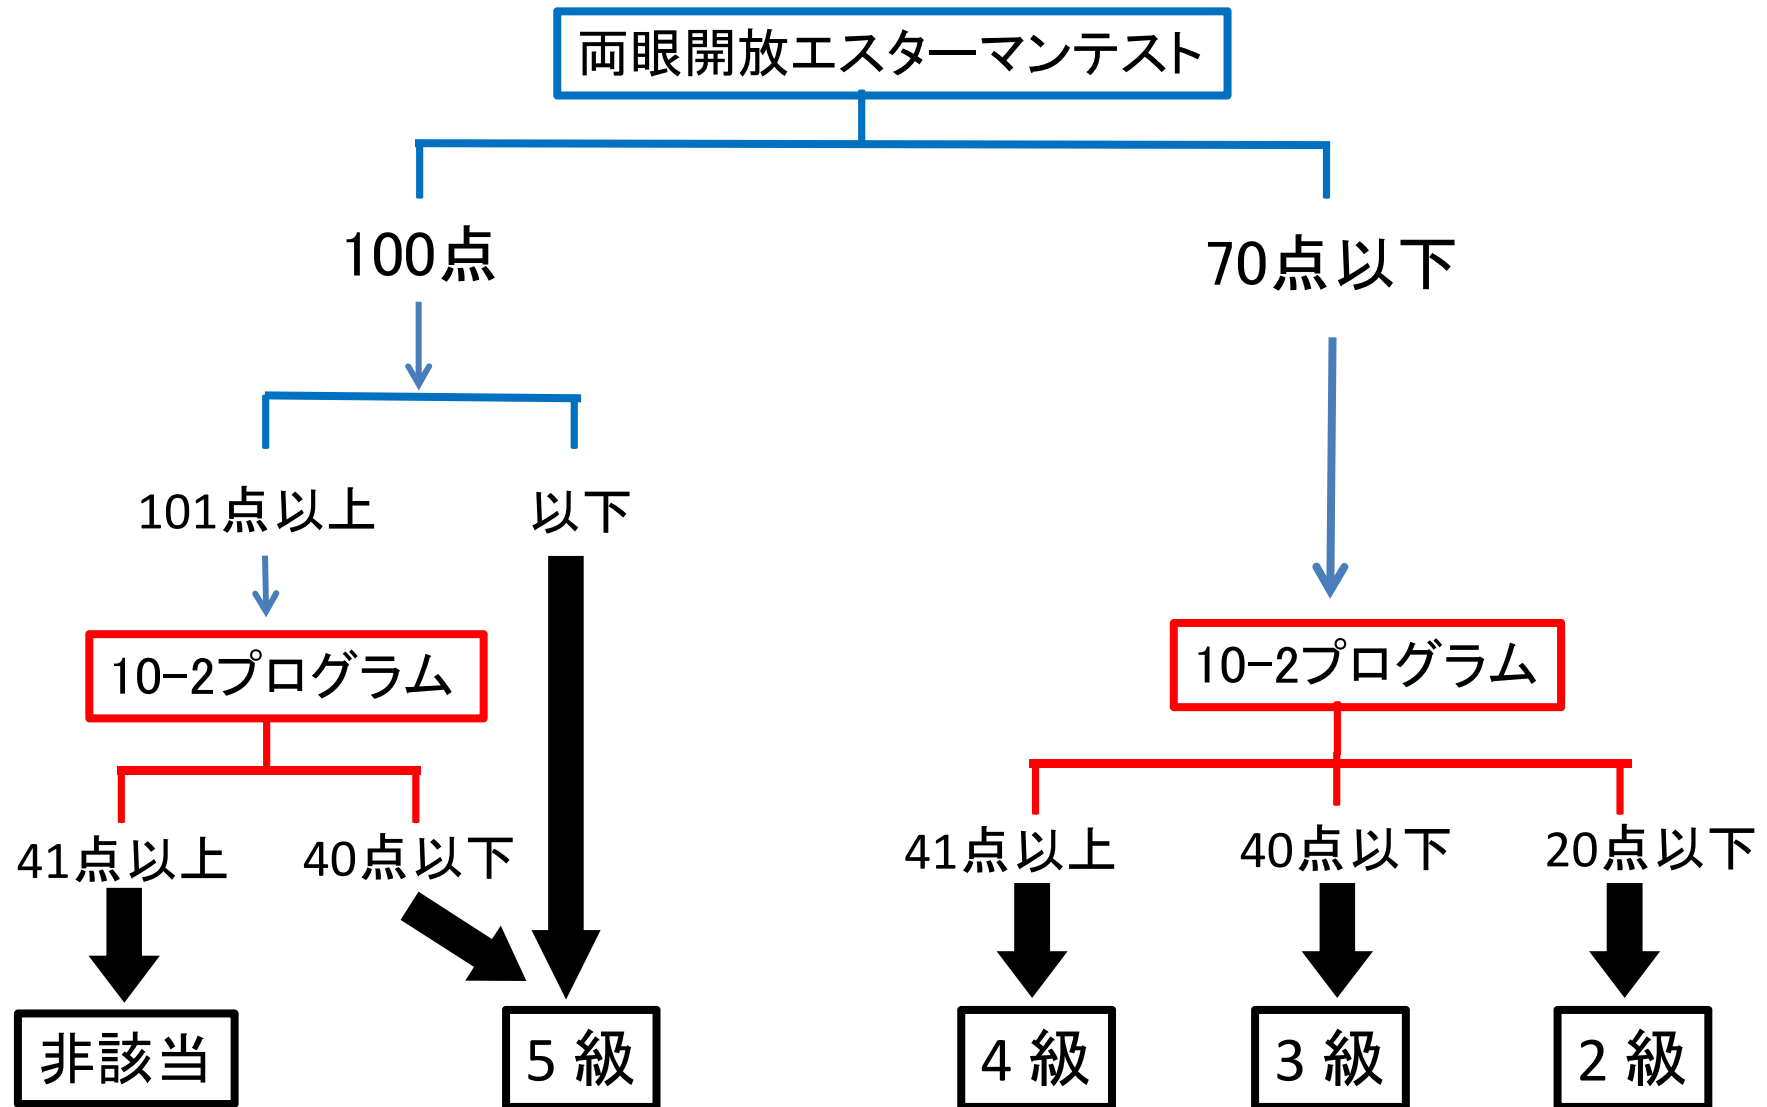 両眼開放エスターマンテスト
100点
70点以下
101点以上
以下
10-2プログラム
10-2プログラム
41点以上
40点以下
41点以上
40点以下
20点以下
非該当
5 級
4 級
3 級
2 級